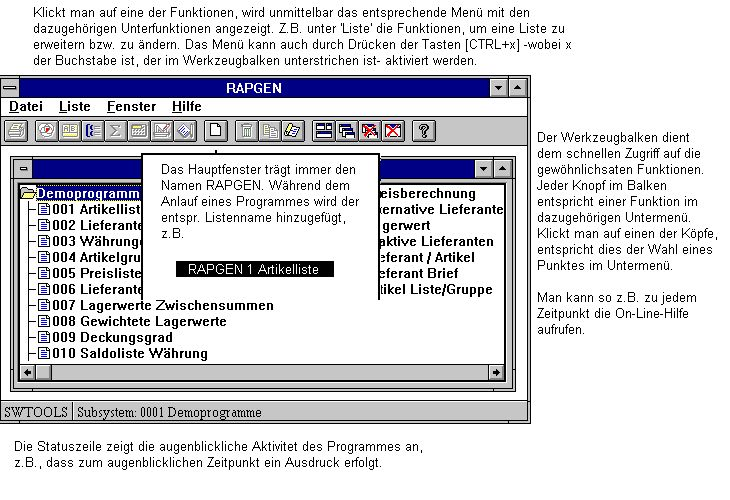 Klickt man auf eine der Funktionen, wird unmittelbar das entsprechende Menü mit den
dazugehörigen Unterfunktionen angezeigt. Z.B. unter 'Liste' die Funktionen, um eine Liste zu
erweitern bzw. zu ändern. Das Menü kann auch durch Drücken der Tasten [CTRL+x] -wobei x
der Buchstabe ist, der im Werkzeugbalken unterstrichen ist- aktiviert werden.
RAPGEN
Datei Liste Fenster Hilfe
Der Werkzeugbalken dient
dem schnellen Zugriff auf die
gewöhnlichsaten Funktionen.
Jeder Knopf im Balken
entspricht einer Funktion im
dazugehörigen Untermenü.
Klickt man auf einen der Köpfe,
entspricht dies der Wahl eines
Punktes im Untermenü.
Man kann so z.B. zu jedem
Zeitpunkt die On-Line-Hilfe
aufrufen.
Das Hauptfenster trägt immer den
Namen RAPGEN. Während dem
Anlauf eines Programmes wird der
entspr. Listenname hinzugefügt,
z.B.
RAPGEN 1 Artikelliste
Demoprogramm
001 Artikellist
002 Lieferante
003 Währung
004 Artikelgru
005 Preisliste
006 Lieferante
007 Lagerwerte Zwischensummen
008 Gewichtete Lagerwerte
009 Deckungsgrad
010 Saldoliste Währung
eisberechnung
ernative Lieferante
gerwert
aktive Lieferanten
eferant / Artikel
eferant Brief
tikel Liste/Gruppe
SWTOOLS Subsystem: 0001 Demoprogramme
Die Statuszeile zeigt die augenblickliche Aktivitet des Programmes an,
z.B., dass zum augenblicklichen Zeitpunkt ein Ausdruck erfolgt.